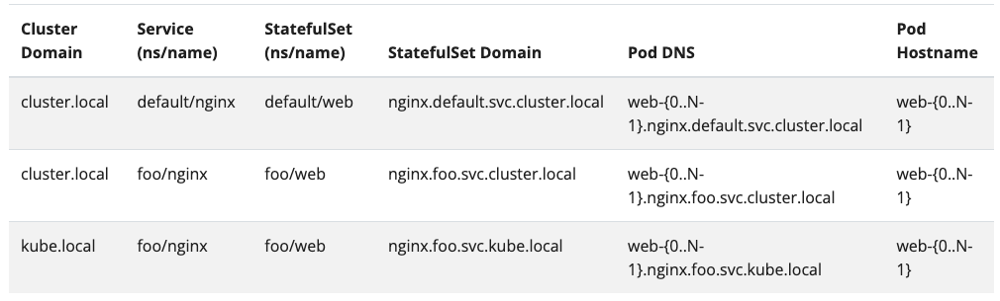 Cluster Domain	Service (ns/name)	StatefulSet (ns/name)	StatefulSet Domain	Pod DNS	Pod Hostname
cluster.local	default/nginx	default/web	nginx.default.svc.cluster.local	web-{0..N-1}.nginx.default.svc.cluster.local	web-{0..N-1}
cluster.local	foo/nginx	foo/web	nginx.foo.svc.cluster.local	web-{0..N-1}.nginx.foo.svc.cluster.local	web-{0..N-1}
kube.local	foo/nginx	foo/web	nginx.foo.svc.kube.local	web-{0..N-1}.nginx.foo.svc.kube.local	web-{0..N-1}